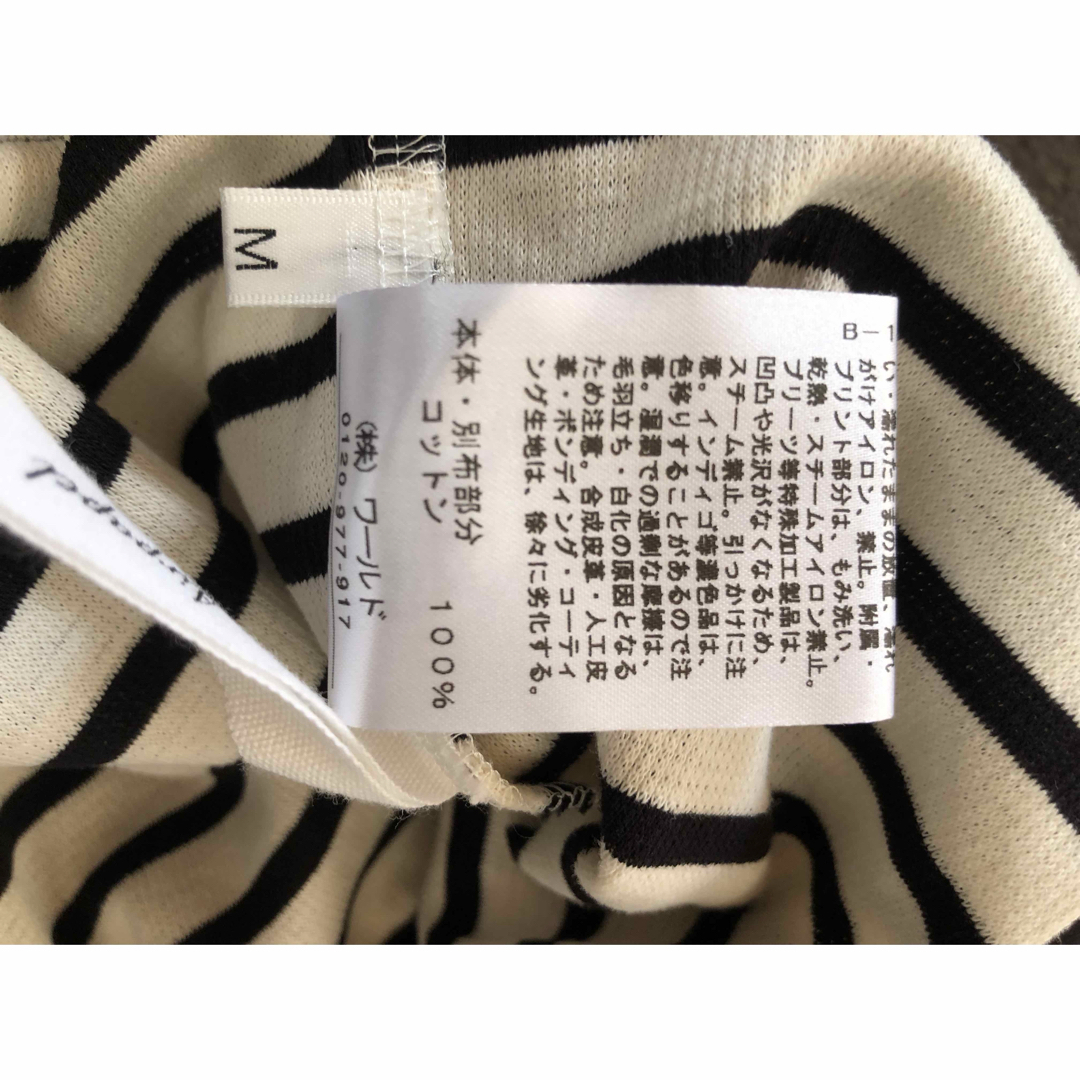 M
B-1
い・濡れたままの放置、濡れ
がけアイロン、禁止。附属・
プリント部分は、もみ洗い、
乾熱・スチームアイロン禁止。
プリーツ等特殊加工製品は、
凹凸や光沢がなくなるため、
スチーム禁止。引っかけに注
意。インディゴ等濃色品は、
色移りすることがあるので注
意。湿潤での過剰な摩擦は、
毛羽立ち・白化の原因となる
ため注意。合成皮革・人工皮
革・ボンディング・コーティ
ング生地は、徐々に劣化する。
本体・別布部分
コットン 100%
(株)ワールド
0120-977-917